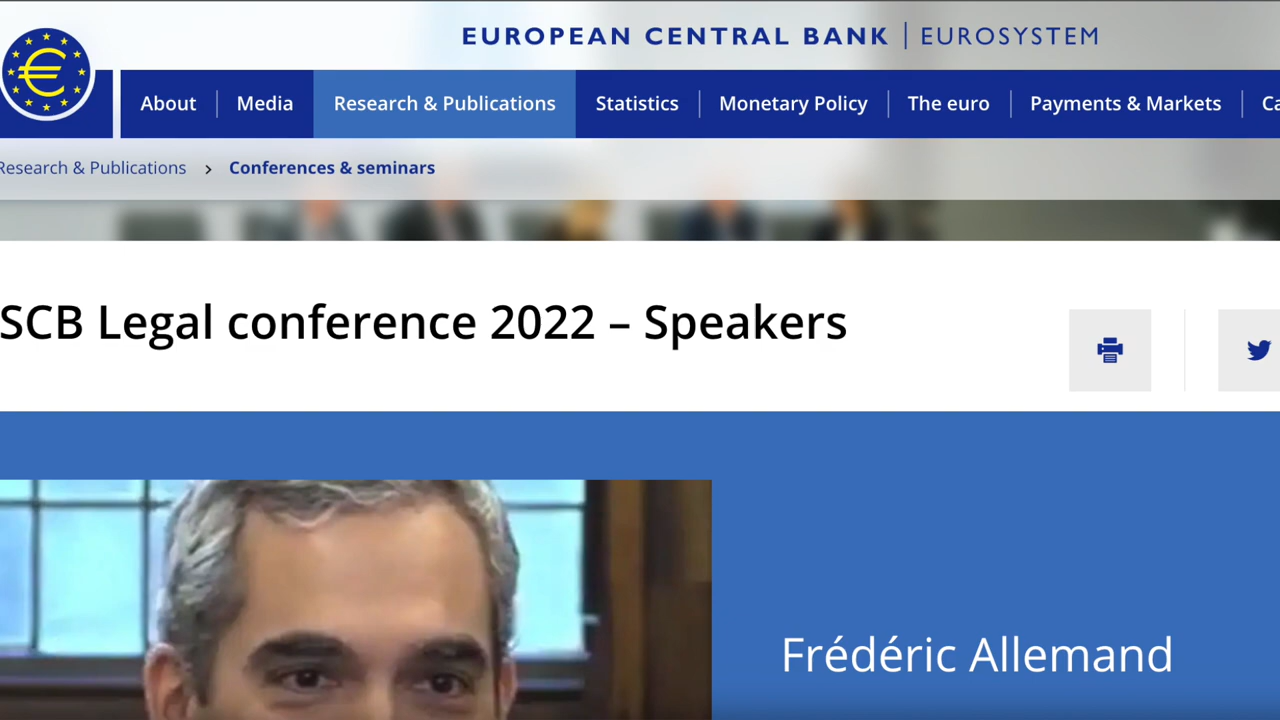 EUROPEAN CENTRAL BANK | EUROSYSTEM
About
Media
Research & Publications
Statistics
Monetary Policy
The euro
Payments & Markets
Research & Publications › Conferences & seminars
SCB Legal conference 2022 – Speakers
Frédéric Allemand